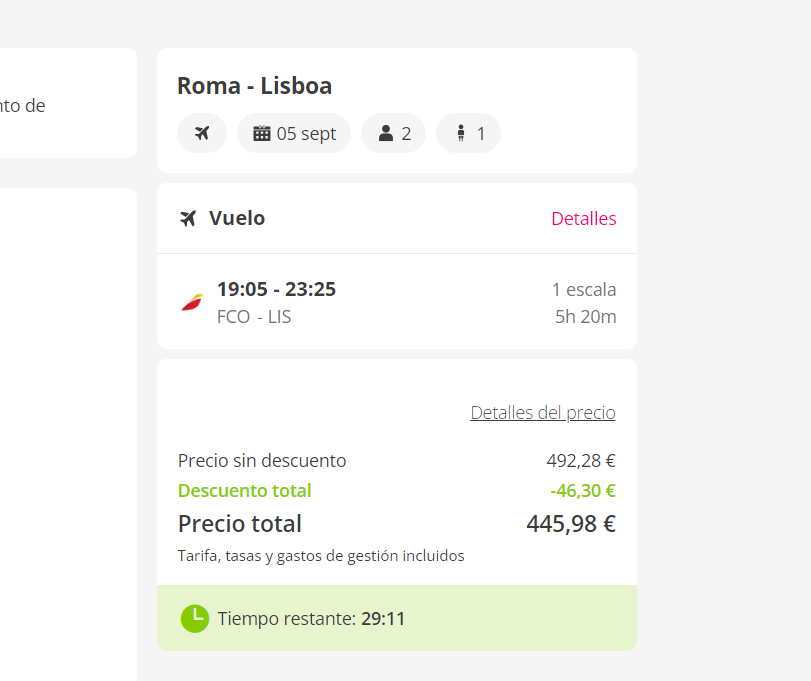 nto de
Roma - Lisboa
05 sept 2 1
Vuelo Detalles
19:05 - 23:25 1 escala
FCO - LIS 5h 20m
Detalles del precio
Precio sin descuento 492,28 €
Descuento total -46,30 €
Precio total 445,98 €
Tarifa, tasas y gastos de gestión incluidos
Tiempo restante: 29:11